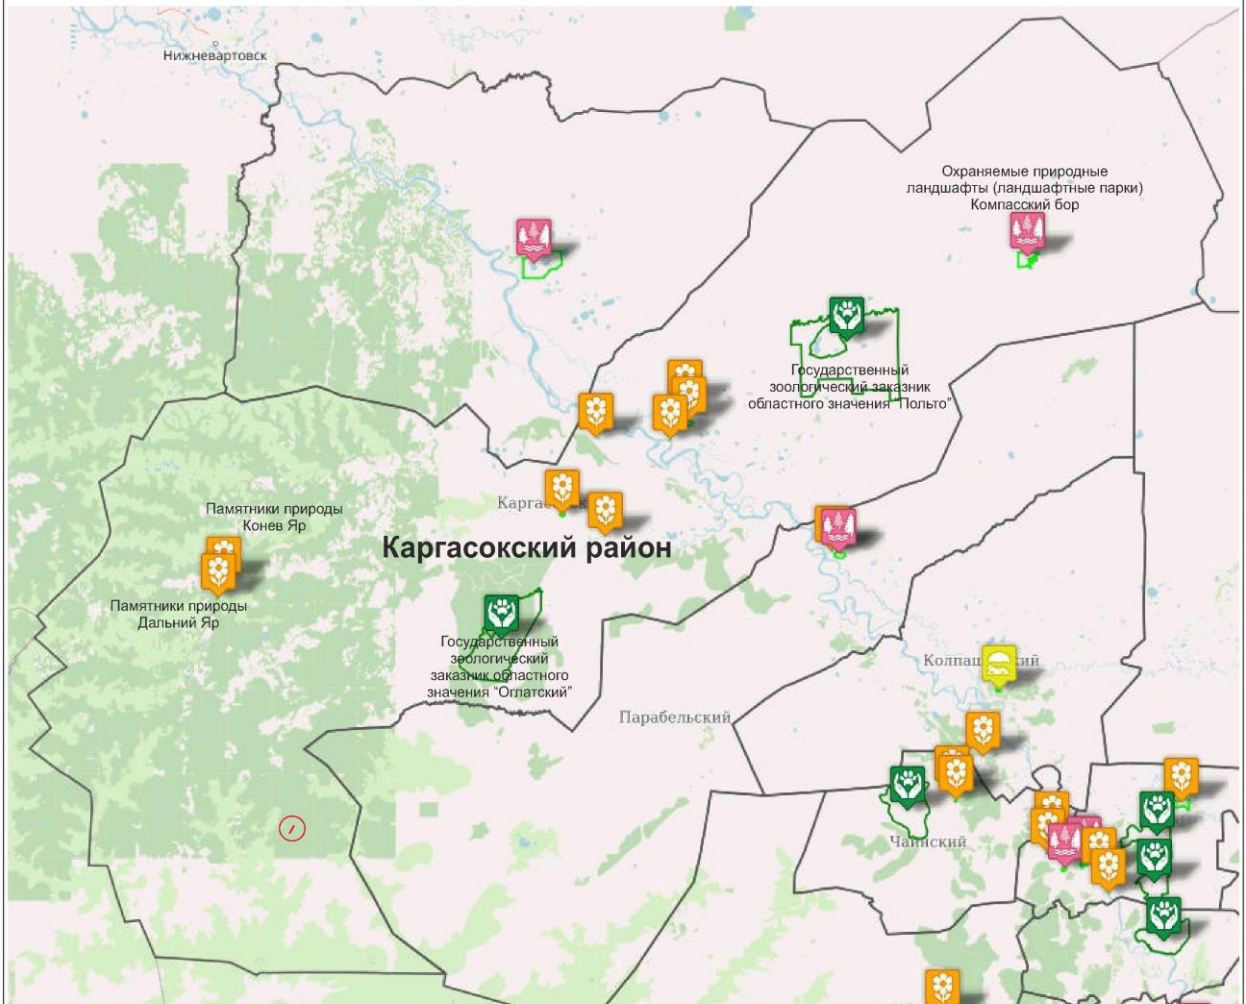 Нижневартовск
Охраняемые природные
ландшафты (ландшафтные парки)
Компасский бор
Государственный
зоологический заказник
областного значения "Польто"
Памятники природы
Конев Яр
Каргасокский район
Памятники природы
Дальний Яр
Государственный
зоологический
заказник областного
значения "Оглатский"
Парабельский
Чаинский